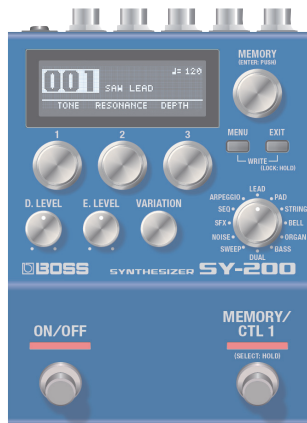 MEMORY
(ENTER: PUSH)
001 SAW LEAD ♩= 120
TONE RESONANCE DEPTH
1 2 3
MENU EXIT
WRITE
(LOCK: HOLD)
D. LEVEL E. LEVEL VARIATION
LEAD
ARPEGGIO PAD
SEQ STRING
SFX BELL
NOISE ORGAN
SWEEP BASS
DUAL
BOSS SYNTHESIZER SY-200
ON/OFF
MEMORY/
CTL 1
(SELECT: HOLD)